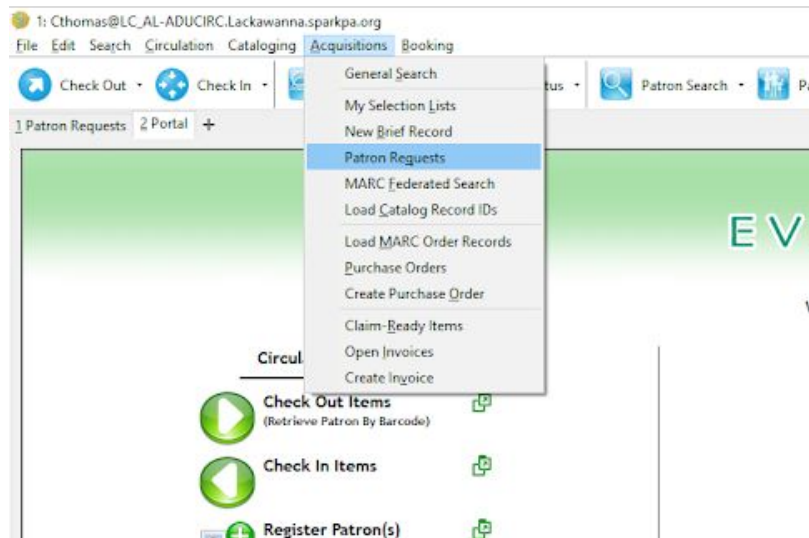 1: Cthomas@LC_AL-ADUCIRC.Lackawanna.sparkpa.org
File Edit Search Circulation Cataloging Acquisitions Booking
Check Out Check In Patron Search
1 Patron Requests 2 Portal +
General Search
My Selection Lists
New Brief Record
Patron Requests
MARC Federated Search
Load Catalog Record IDs
Load MARC Order Records
Purchase Orders
Create Purchase Order
Claim-Ready Items
Open Invoices
Create Invoice
E V
Check Out Items
(Retrieve Patron By Barcode)
Check In Items
Register Patron(s)